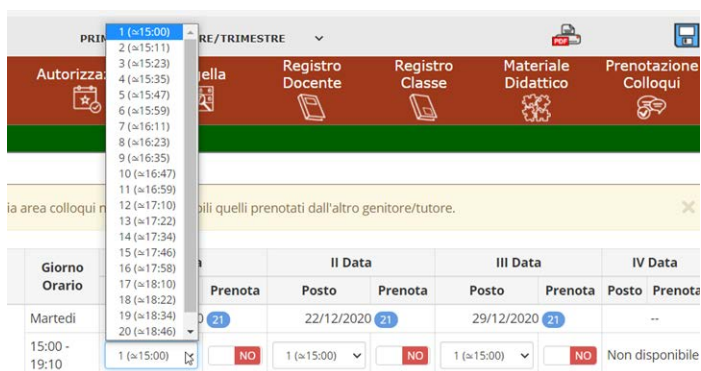 RE/TRIMESTRE
PDF
Registro
Docente
Registro
Classe
Materiale
Didattico
Prenotazione
Colloqui
1 (≃15:00)
2 (≃15:11)
3 (≃15:23)
4 (≃15:35)
5 (≃15:47)
6 (≃15:59)
7 (≃16:11)
8 (≃16:23)
9 (≃16:35)
10 (≃16:47)
11 (≃16:59)
12 (≃17:10)
13 (≃17:22)
14 (≃17:34)
15 (≃17:46)
16 (≃17:58)
17 (≃18:10)
18 (≃18:22)
19 (≃18:34)
20 (≃18:46)
area colloqui
quelli prenotati dall'altro genitore/tutore.
Giorno
Orario
II Data
III Data
IV Data
Prenota Posto Prenota Posto Prenota Posto Prenota
Martedì 21 22/12/2020 21 29/12/2020 21 --
15:00 -
19:10
1 (≃15:00) NO 1 (≃15:00) NO 1 (≃15:00) NO Non disponibile